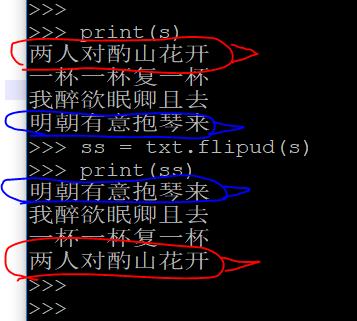 >>>
>>> print(s)
两人对酌山花开
一杯一杯复一杯
我醉欲眠卿且去
明朝有意抱琴来
>>> ss = txt.flipud(s)
>>> print(ss)
明朝有意抱琴来
我醉欲眠卿且去
一杯一杯复一杯
两人对酌山花开
>>>
>>>